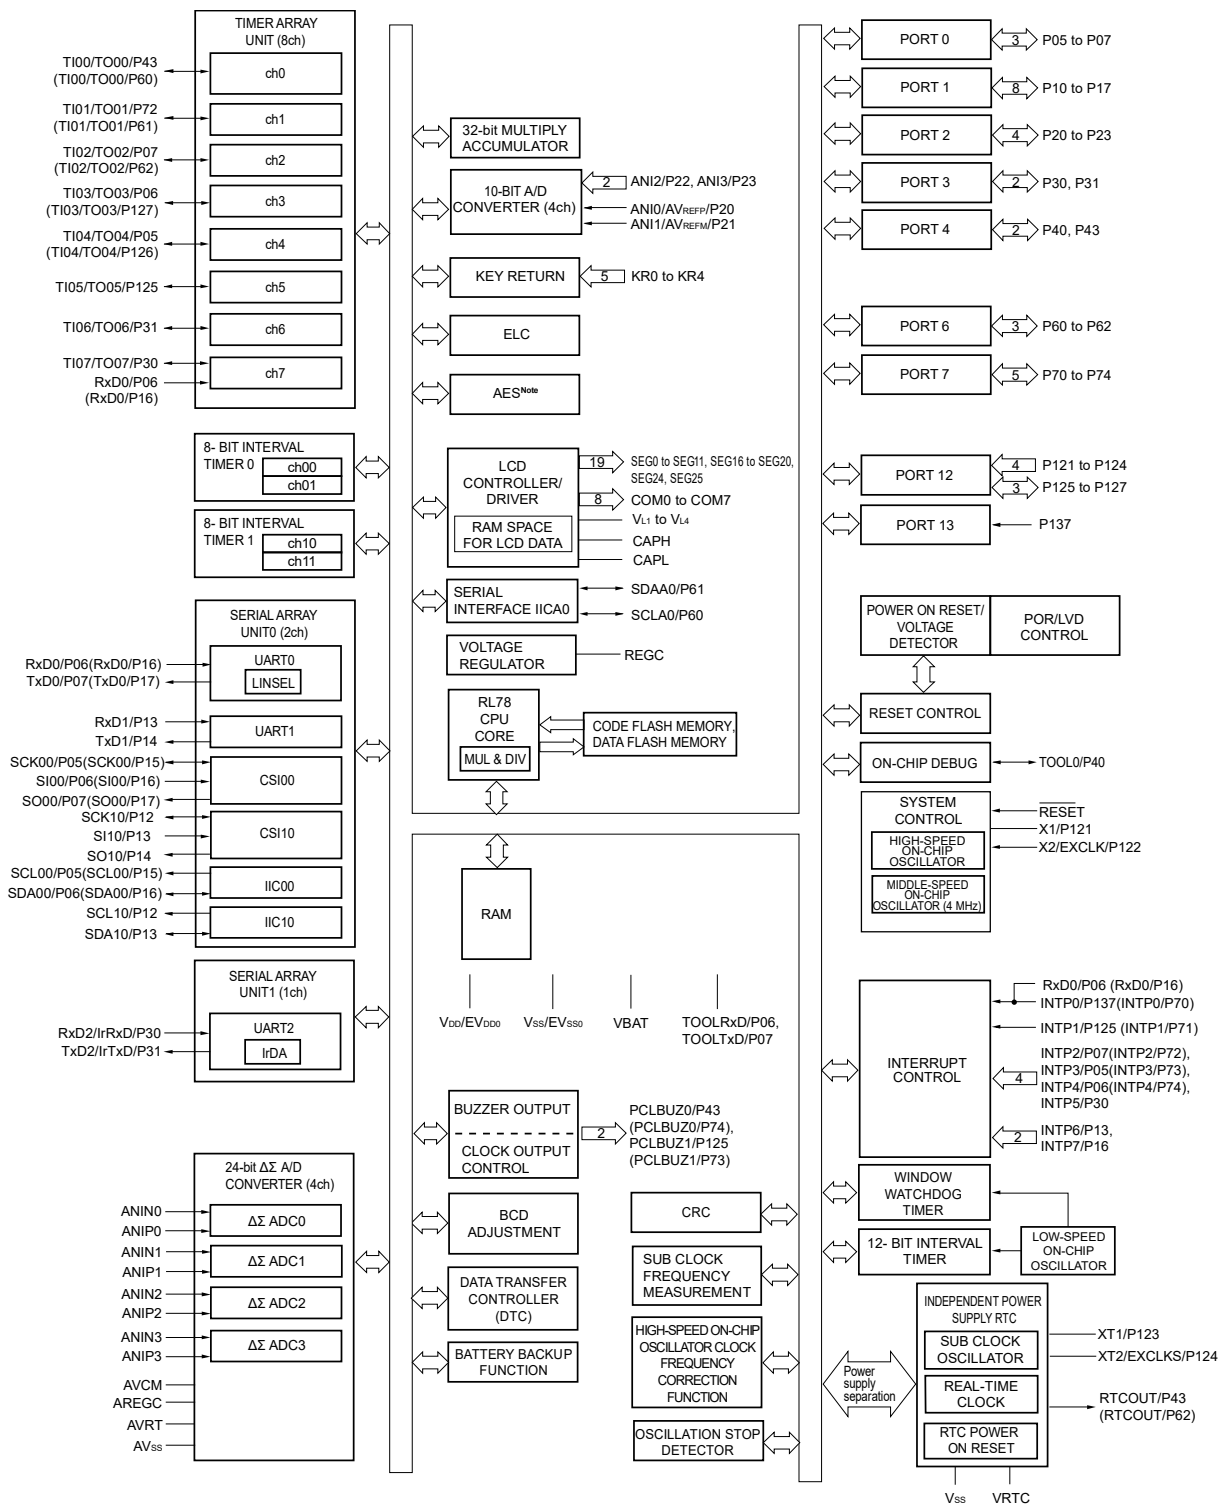 TIMER ARRAY
UNIT (8ch)
TI00/TO00/P43
(TI00/TO00/P60)
ch0
TI01/TO01/P72
(TI01/TO01/P61)
ch1
TI02/TO02/P07
(TI02/TO02/P62)
ch2
TI03/TO03/P06
(TI03/TO03/P127)
ch3
TI04/TO04/P05
(TI04/TO04/P126)
ch4
TI05/TO05/P125
ch5
TI06/TO06/P31
ch6
TI07/TO07/P30
RxD0/P06
(RxD0/P16)
ch7
8- BIT INTERVAL
TIMER 0
ch00
ch01
8- BIT INTERVAL
TIMER 1
ch10
ch11
SERIAL ARRAY
UNIT0 (2ch)
RxD0/P06(RxD0/P16)
TxD0/P07(TxD0/P17)
UART0
LINSEL
RxD1/P13
TxD1/P14
UART1
SCK00/P05(SCK00/P15)
SI00/P06(SI00/P16)
SO00/P07(SO00/P17)
CSI00
SCK10/P12
SI10/P13
SO10/P14
CSI10
SCL00/P05(SCL00/P15)
SDA00/P06(SDA00/P16)
IIC00
SCL10/P12
SDA10/P13
IIC10
SERIAL ARRAY
UNIT1 (1ch)
RxD2/IrRxD/P30
TxD2/IrTxD/P31
UART2
IrDA
24-bit ΔΣ A/D
CONVERTER (4ch)
ANIN0
ANIP0
ΔΣ ADC0
ANIN1
ANIP1
ΔΣ ADC1
ANIN2
ANIP2
ΔΣ ADC2
ANIN3
ANIP3
ΔΣ ADC3
AVCM
AREGC
AVRT
AVSS
32-bit MULTIPLY
ACCUMULATOR
10-BIT A/D
CONVERTER (4ch)
2
ANI2/P22, ANI3/P23
ANI0/AVREFP/P20
ANI1/AVREFM/P21
KEY RETURN
5
KR0 to KR4
ELC
AESNote
LCD
CONTROLLER/
DRIVER
RAM SPACE
FOR LCD DATA
19
SEG0 to SEG11, SEG16 to SEG20,
SEG24, SEG25
8
COM0 to COM7
VL1 to VL4
CAPH
CAPL
SERIAL
INTERFACE IICA0
SDAA0/P61
SCLA0/P60
VOLTAGE
REGULATOR
REGC
RL78
CPU
CORE
MUL & DIV
CODE FLASH MEMORY,
DATA FLASH MEMORY
RAM
VDD/EVDD0
VSS/EVSS0
VBAT
TOOLRxD/P06,
TOOLTxD/P07
BUZZER OUTPUT
CLOCK OUTPUT
CONTROL
2
PCLBUZ0/P43
(PCLBUZ0/P74),
PCLBUZ1/P125
(PCLBUZ1/P73)
BCD
ADJUSTMENT
DATA TRANSFER
CONTROLLER
(DTC)
BATTERY BACKUP
FUNCTION
CRC
SUB CLOCK
FREQUENCY
MEASUREMENT
HIGH-SPEED ON-CHIP
OSCILLATOR CLOCK
FREQUENCY
CORRECTION
FUNCTION
OSCILLATION STOP
DETECTOR
PORT 0
3
P05 to P07
PORT 1
8
P10 to P17
PORT 2
4
P20 to P23
PORT 3
2
P30, P31
PORT 4
2
P40, P43
PORT 6
3
P60 to P62
PORT 7
5
P70 to P74
PORT 12
4
P121 to P124
3
P125 to P127
PORT 13
P137
POWER ON RESET/
VOLTAGE
DETECTOR
POR/LVD
CONTROL
RESET CONTROL
ON-CHIP DEBUG
TOOL0/P40
SYSTEM
CONTROL
HIGH-SPEED
ON-CHIP
OSCILLATOR
MIDDLE-SPEED
ON-CHIP
OSCILLATOR (4 MHz)
RESET
X1/P121
X2/EXCLK/P122
INTERRUPT
CONTROL
RxD0/P06 (RxD0/P16)
INTP0/P137(INTP0/P70)
INTP1/P125 (INTP1/P71)
4
INTP2/P07(INTP2/P72),
INTP3/P05(INTP3/P73),
INTP4/P06(INTP4/P74),
INTP5/P30
2
INTP6/P13,
INTP7/P16
WINDOW
WATCHDOG
TIMER
12- BIT INTERVAL
TIMER
LOW-SPEED
ON-CHIP
OSCILLATOR
Power
supply
separation
INDEPENDENT POWER
SUPPLY RTC
SUB CLOCK
OSCILLATOR
REAL-TIME
CLOCK
RTC POWER
ON RESET
XT1/P123
XT2/EXCLKS/P124
RTCOUT/P43
(RTCOUT/P62)
VSS
VRTC